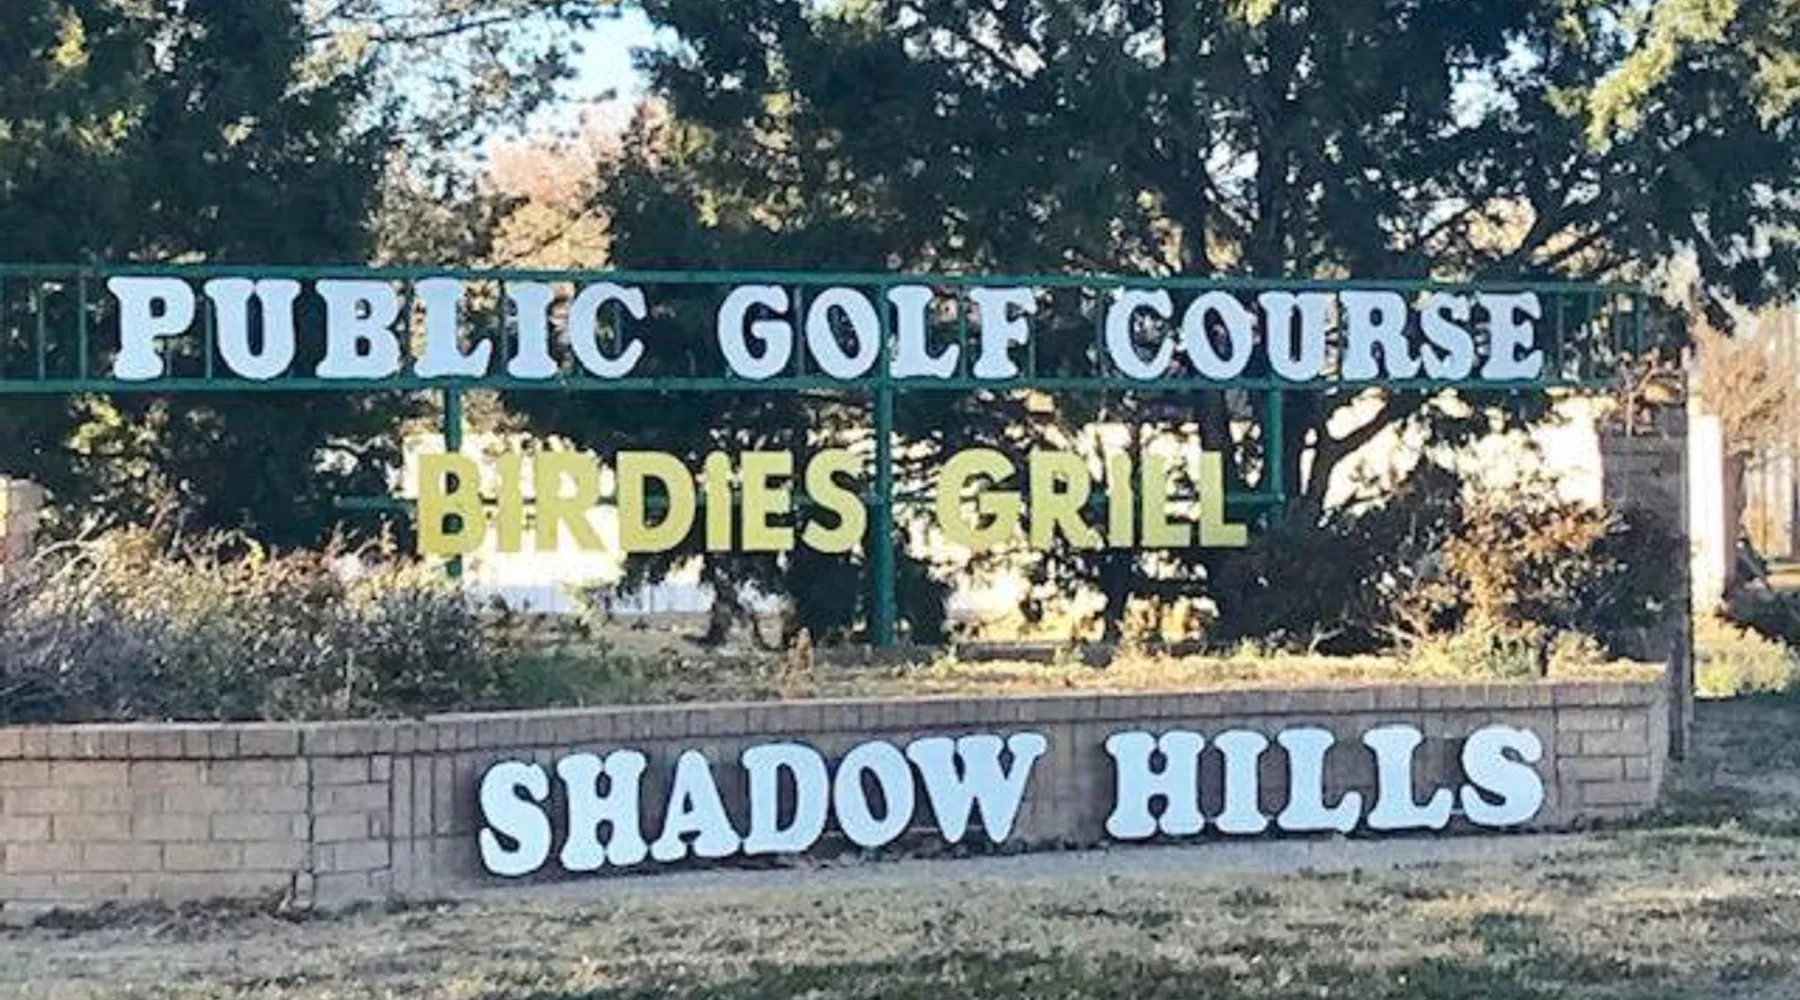 PUBLIC GOLF COURSE
BIRDIES GRILL
SHADOW HILLS